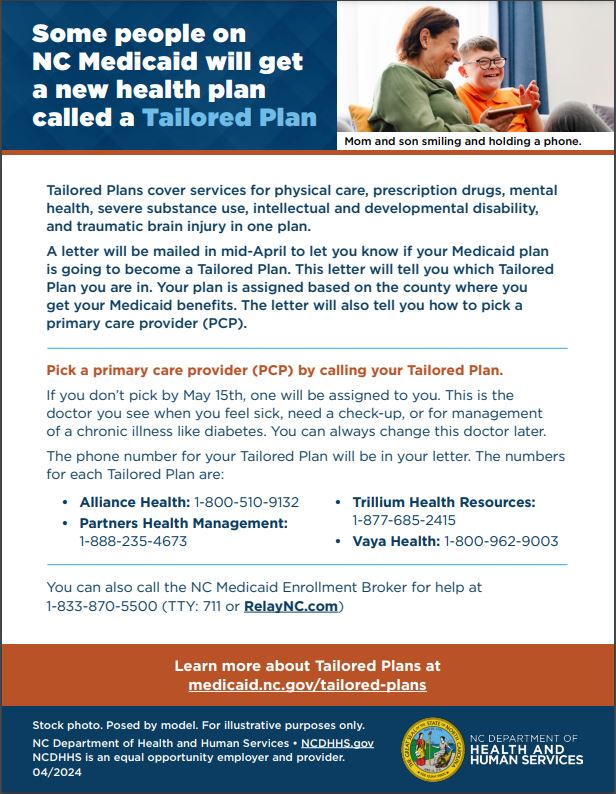 Some people on
NC Medicaid will get
a new health plan
called a Tailored Plan
Mom and son smiling and holding a phone.
Tailored Plans cover services for physical care, prescription drugs, mental
health, severe substance use, intellectual and developmental disability,
and traumatic brain injury in one plan.
A letter will be mailed in mid-April to let you know if your Medicaid plan
is going to become a Tailored Plan. This letter will tell you which Tailored
Plan you are in. Your plan is assigned based on the county where you
get your Medicaid benefits. The letter will also tell you how to pick a
primary care provider (PCP).
Pick a primary care provider (PCP) by calling your Tailored Plan.
If you don’t pick by May 15th, one will be assigned to you. This is the
doctor you see when you feel sick, need a check-up, or for management
of a chronic illness like diabetes. You can always change this doctor later.
The phone number for your Tailored Plan will be in your letter. The numbers
for each Tailored Plan are:
• Alliance Health: 1-800-510-9132
• Partners Health Management:
1-888-235-4673
• Trillium Health Resources:
1-877-685-2415
• Vaya Health: 1-800-962-9003
You can also call the NC Medicaid Enrollment Broker for help at
1-833-870-5500 (TTY: 711 or RelayNC.com)
Learn more about Tailored Plans at
medicaid.nc.gov/tailored-plans
Stock photo. Posed by model. For illustrative purposes only.
NC Department of Health and Human Services • NCDHHS.gov
NCDHHS is an equal opportunity employer and provider.
04/2024
NC DEPARTMENT OF
HEALTH AND
HUMAN SERVICES